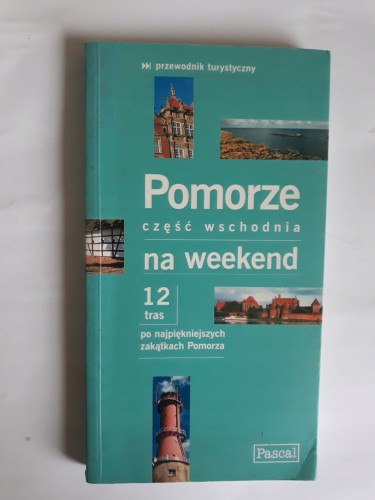 przewodnik turystyczny
Pomorze
część wschodnia
na weekend
12
tras
po najpiękniejszych
zakątkach Pomorza
Pascal